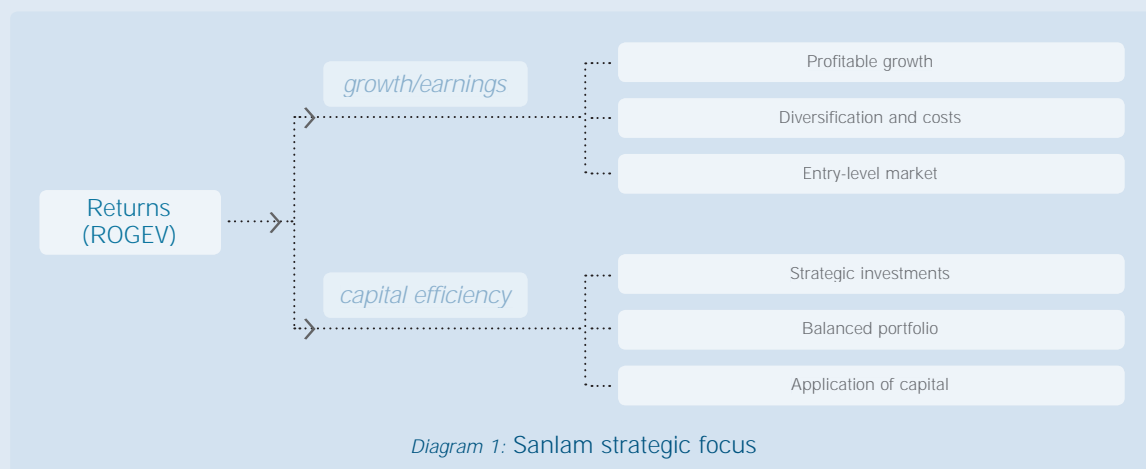 Returns
(ROGEV)
growth/earnings
Profitable growth
Diversification and costs
Entry-level market
capital efficiency
Strategic investments
Balanced portfolio
Application of capital
Diagram 1: Sanlam strategic focus